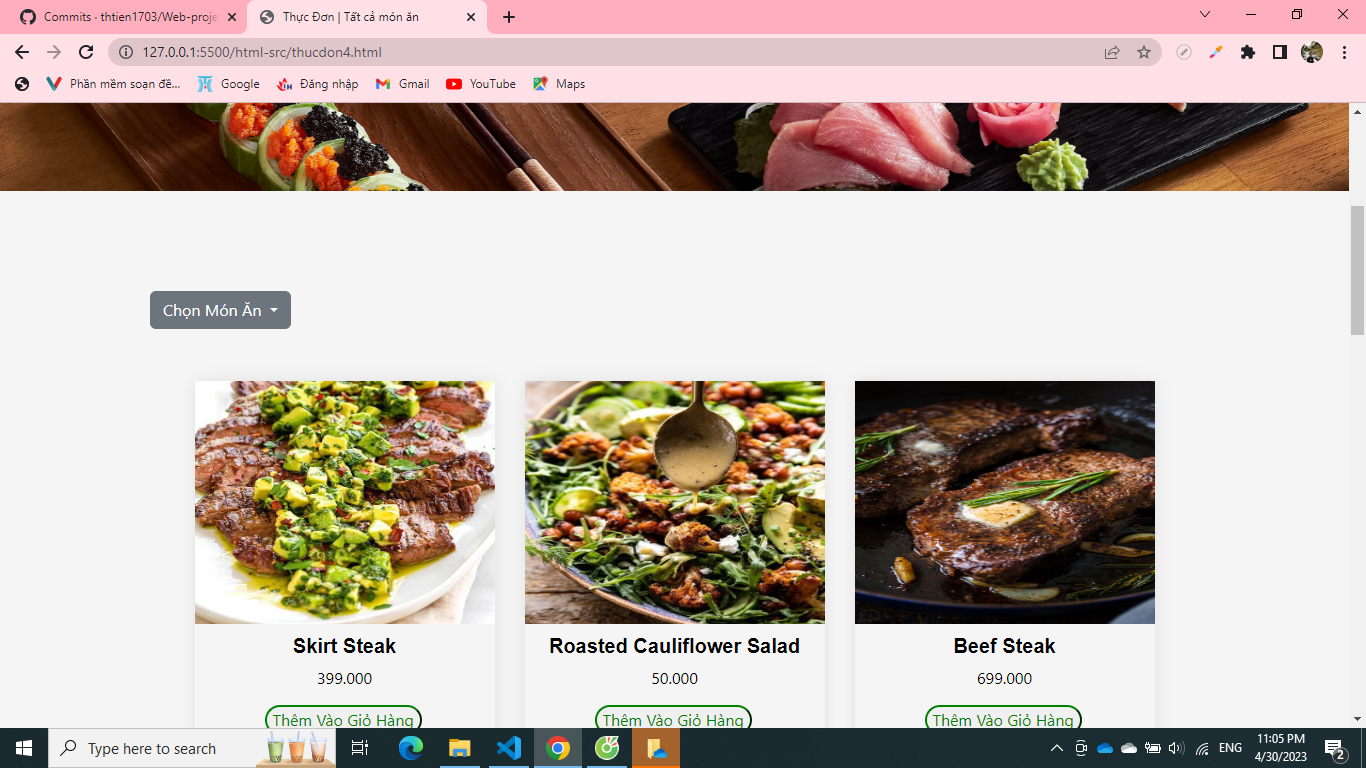 Commits · thtien1703/Web-proje
Thực Đơn | Tất cả món ăn
127.0.0.1:5500/html-src/thucdon4.html
Phần mềm soạn đề...
Google
Đăng nhập
Gmail
YouTube
Maps
Chọn Món Ăn
Skirt Steak
Roasted Cauliflower Salad
Beef Steak
399.000
50.000
699.000
Thêm Vào Giỏ Hàng
Thêm Vào Giỏ Hàng
Thêm Vào Giỏ Hàng
Type here to search
ENG
11:05 PM
4/30/2023
2